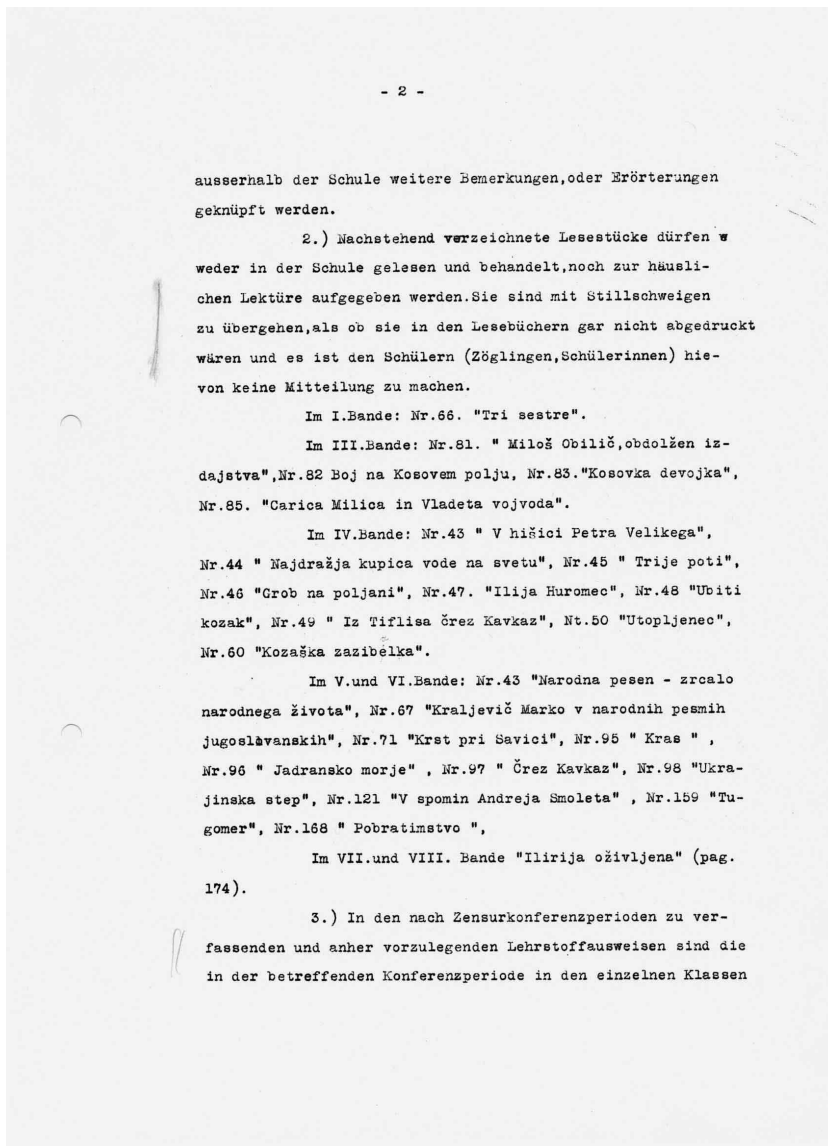 - 2 -
ausserhalb der Schule weitere Bemerkungen,oder Erörterungen
geknüpft werden.
2.) Nachstehend verzeichnete Lesestücke dürfen w
weder in der Schule gelesen und behandelt,noch zur häusli-
chen Lektüre aufgegeben werden.Sie sind mit Stillschweigen
zu übergehen,als ob sie in den Lesebüchern gar nicht abgedruckt
wären und es ist den Schülern (Zöglingen,Schülerinnen) hie-
von keine Mitteilung zu machen.
Im I.Bande: Nr.66. "Tri sestre".
Im III.Bande: Nr.81. " Miloš Obilič,obdolžen iz-
dajstva",Nr.82 Boj na Kosovem polju, Nr.83."Kosovka devojka",
Nr.85. "Carica Milica in Vladeta vojvoda".
Im IV.Bande: Nr.43 " V hišici Petra Velikega",
Nr.44 " Najdražja kupica vode na svetu", Nr.45 " Trije poti",
Nr.46 "Grob na poljani", Nr.47. "Ilija Huromec", Nr.48 "Ubiti
kozak", Nr.49 " Iz Tiflisa črez Kavkaz", Nt.50 "Utopljenec",
Nr.60 "Kozaška zazibelka".
Im V.und VI.Bande: Nr.43 "Narodna pesen - zrcalo
narodnega života", Nr.67 "Kraljevič Marko v narodnih pesmih
jugoslovanskih", Nr.71 "Krst pri Savici", Nr.95 " Kras " ,
Nr.96 " Jadransko morje" , Nr.97 " Črez Kavkaz", Nr.98 "Ukra-
jinska step", Nr.121 "V spomin Andreja Smoleta" , Nr.159 "Tu-
gomer", Nr.168 " Pobratimstvo ",
Im VII.und VIII. Bande "Ilirija oživljena" (pag.
174).
3.) In den nach Zensurkonferenzperioden zu ver-
fassenden und anher vorzulegenden Lehrstoffausweisen sind die
in der betreffenden Konferenzperiode in den einzelnen Klassen